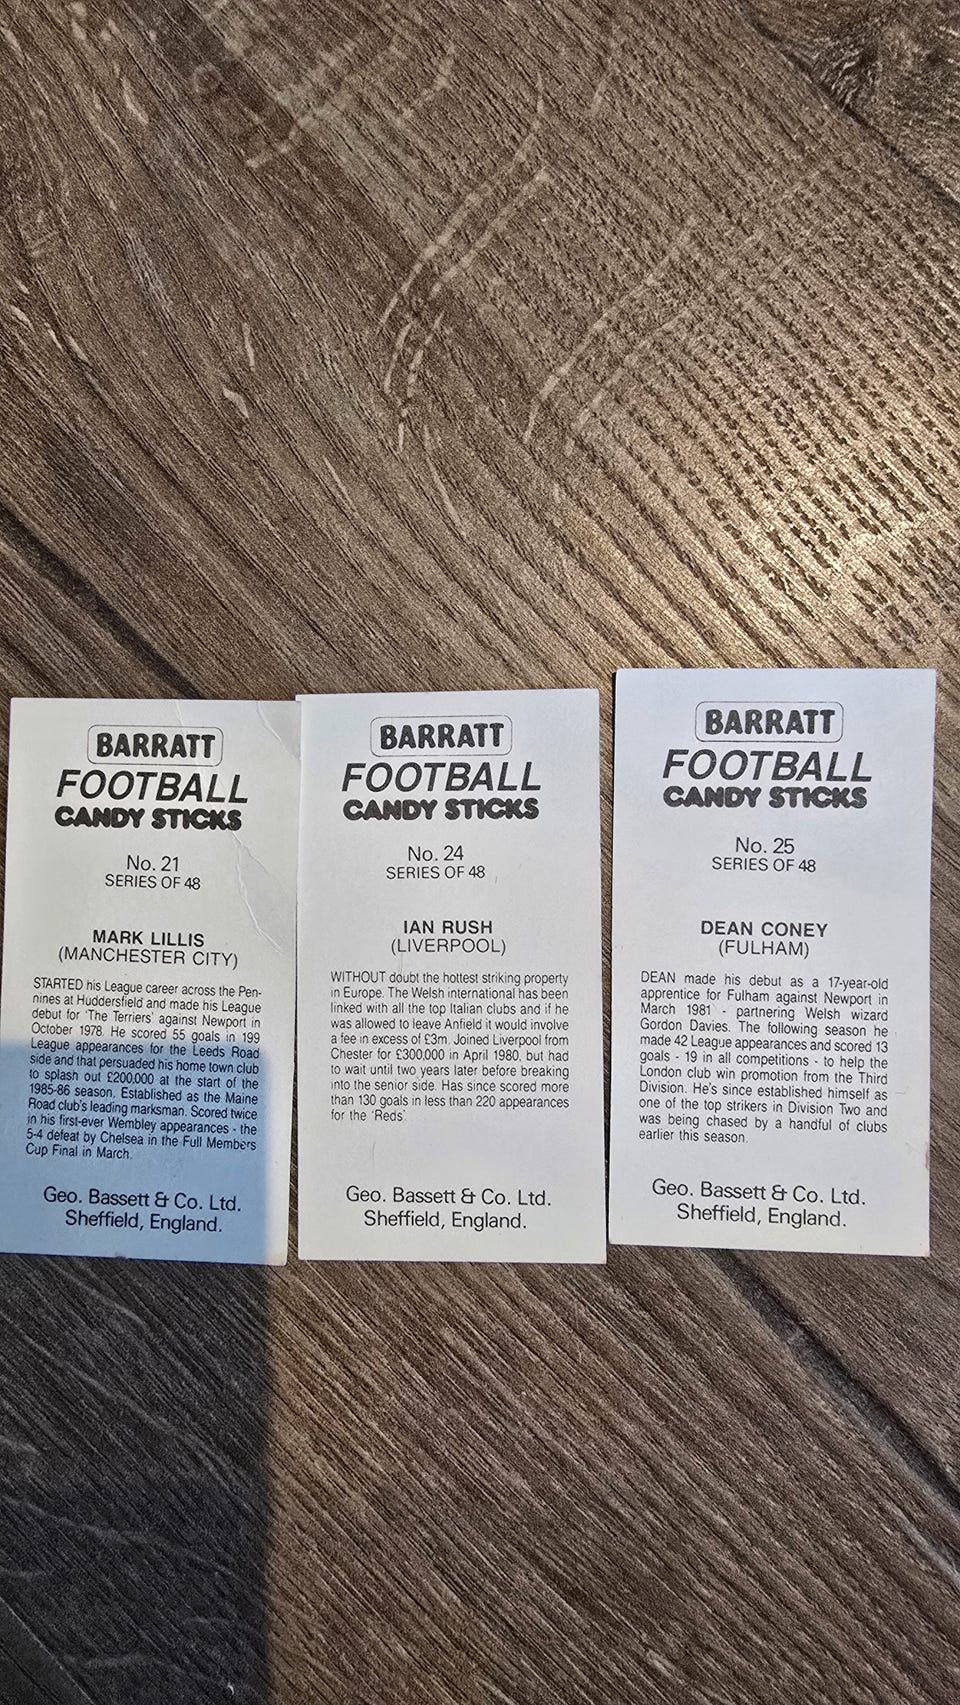 BARRATT
FOOTBALL
CANDY STICKS
No. 21
SERIES OF 48
MARK LILLIS
(MANCHESTER CITY)
STARTED his League career across the Pen-
nines at Huddersfield and made his League
debut for 'The Terriers' against Newport in
October 1978. He scored 55 goals in 199
League appearances for the Leeds Road
side and that persuaded his home town club
to splash out £200,000 at the start of the
1985-86 season. Established as the Maine
Road club's leading marksman. Scored twice
in his first-ever Wembley appearances - the
5-4 defeat by Chelsea in the Full Members
Cup Final in March.
Geo. Bassett & Co. Ltd.
Sheffield, England.
BARRATT
FOOTBALL
CANDY STICKS
No. 24
SERIES OF 48
IAN RUSH
(LIVERPOOL)
WITHOUT doubt the hottest striking property
in Europe. The Welsh international has been
linked with all the top Italian clubs and if he
was allowed to leave Anfield it would involve
a fee in excess of £3m. Joined Liverpool from
Chester for £300,000 in April 1980, but had
to wait until two years later before breaking
into the senior side. Has since scored more
than 130 goals in less than 220 appearances
for the 'Reds'.
Geo. Bassett & Co. Ltd.
Sheffield, England.
BARRATT
FOOTBALL
CANDY STICKS
No. 25
SERIES OF 48
DEAN CONEY
(FULHAM)
DEAN made his debut as a 17-year-old
apprentice for Fulham against Newport in
March 1981 - partnering Welsh wizard
Gordon Davies. The following season he
made 42 League appearances and scored 13
goals - 19 in all competitions - to help the
London club win promotion from the Third
Division. He's since established himself as
one of the top strikers in Division Two and
was being chased by a handful of clubs
earlier this season.
Geo. Bassett & Co. Ltd.
Sheffield, England.